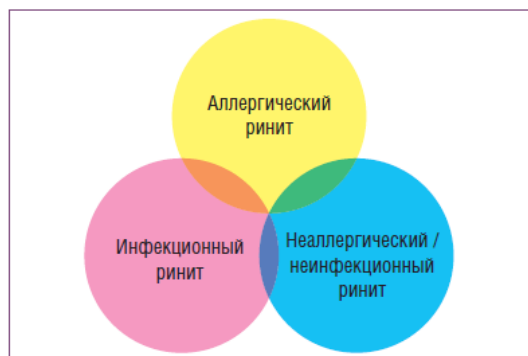 Аллергический
ринит
Инфекционный
ринит
Неаллергический /
неинфекционный
ринит